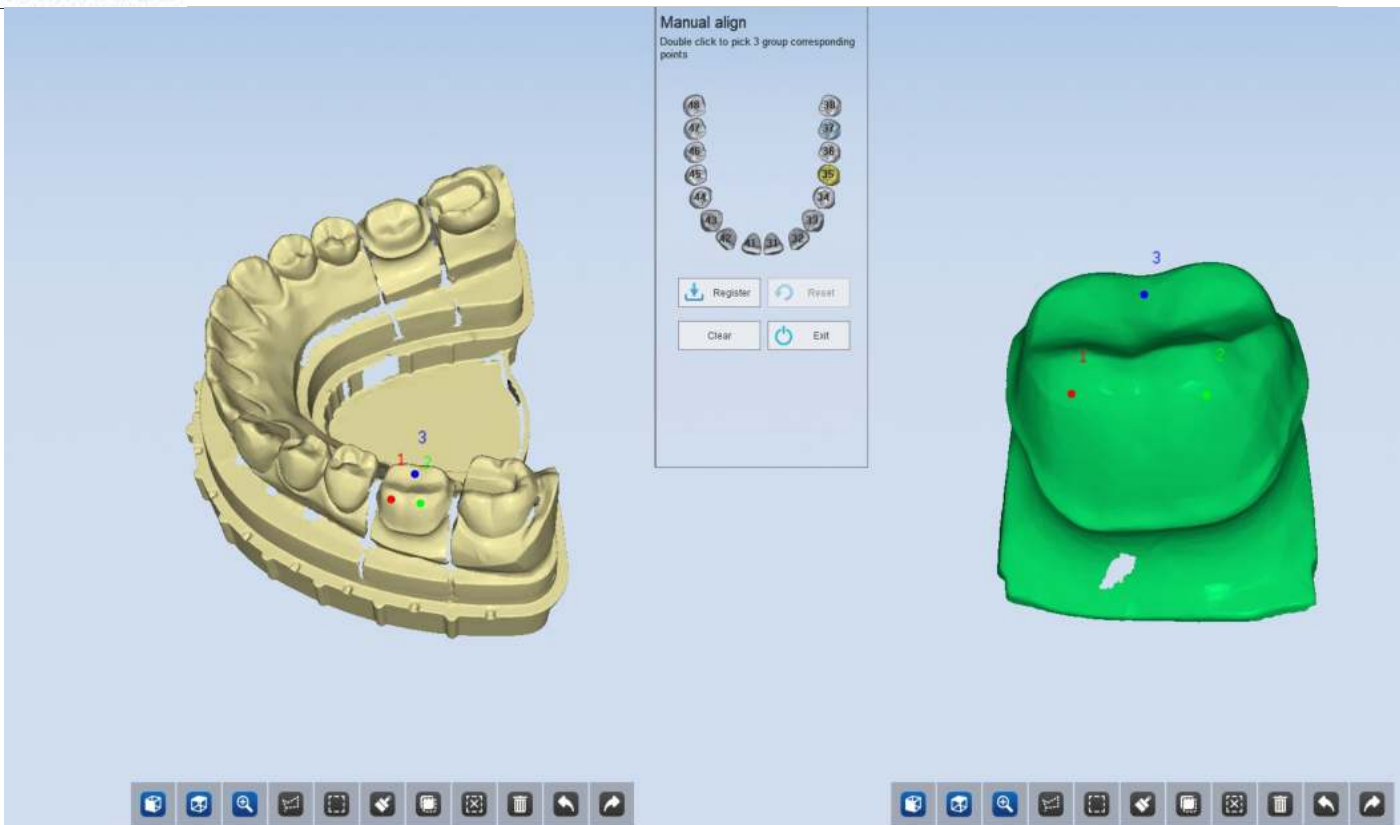 Manual align
Double click to pick 3 group corresponding
points
48 38
47 37
46 36
45 35
44 34
43 33
42 41 31 32
Register Reset
Clear Exit
3
1 2
3
1 2